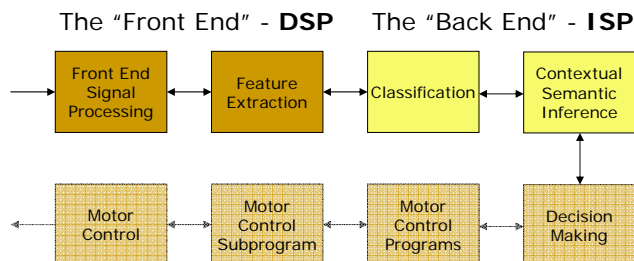 The “Front End” - DSP The “Back End” - ISP
Front End
Signal
Processing
Feature
Extraction
Classification
Contextual
Semantic
Inference
Motor
Control
Motor
Control
Subprogram
Motor
Control
Programs
Decision
Making